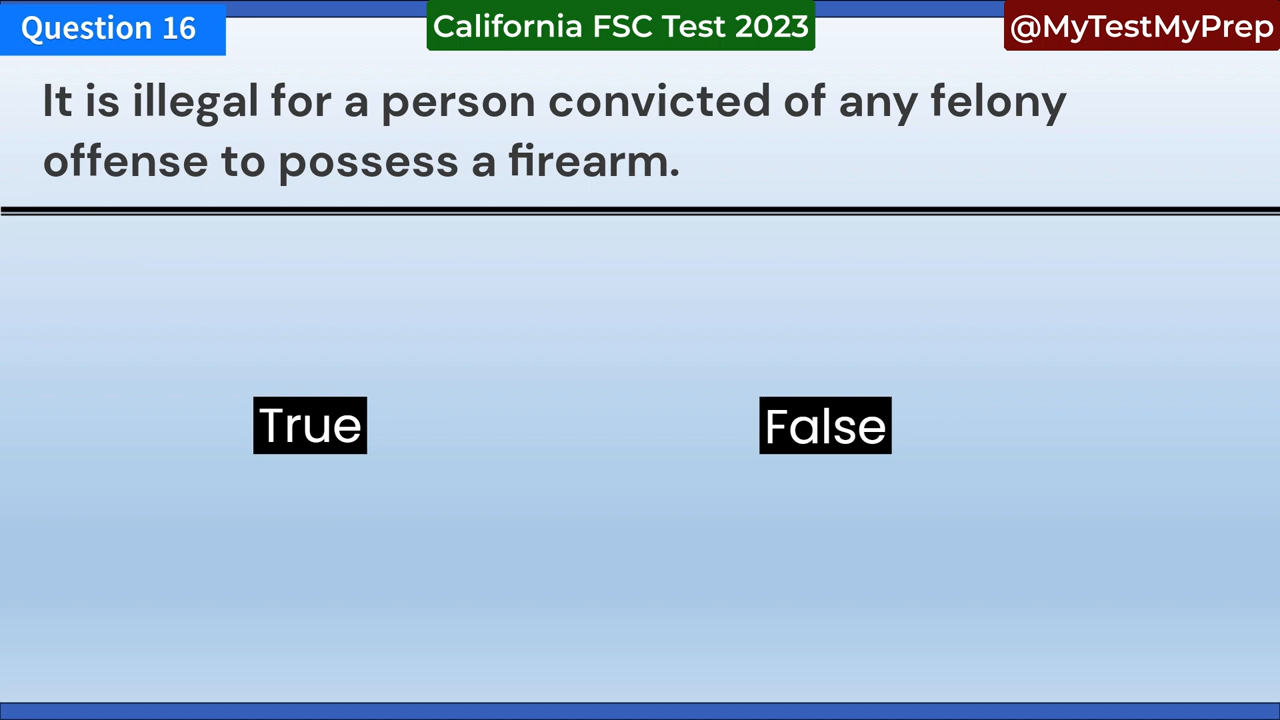 Question 16
California FSC Test 2023
@MyTestMyPrep
It is illegal for a person convicted of any felony
offense to possess a firearm.
True
False